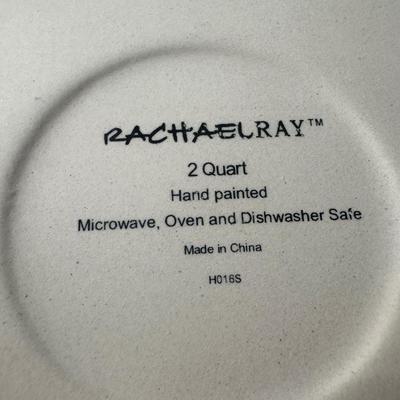 RACHAELRAY™
2 Quart
Hand painted
Microwave, Oven and Dishwasher Safe
Made in China
H016S